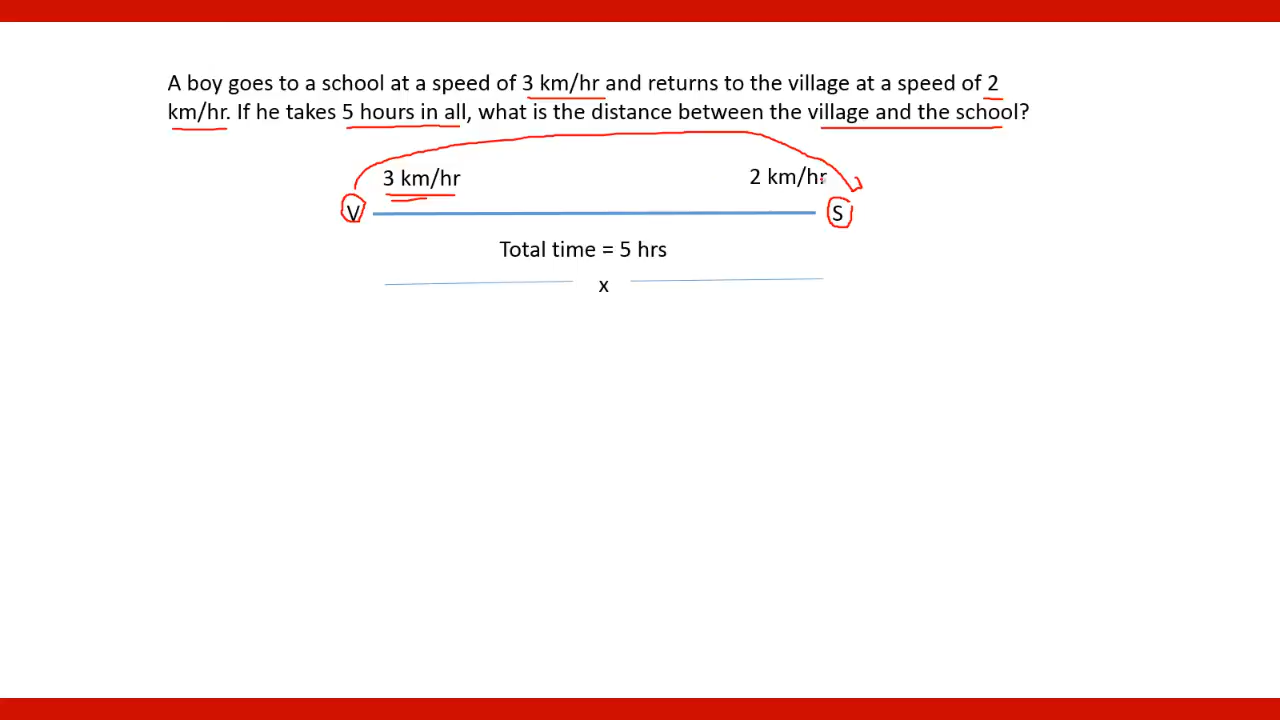 A boy goes to a school at a speed of 3 km/hr and returns to the village at a speed of 2
km/hr. If he takes 5 hours in all, what is the distance between the village and the school?
3 km/hr 2 km/hr
V S
Total time = 5 hrs
x